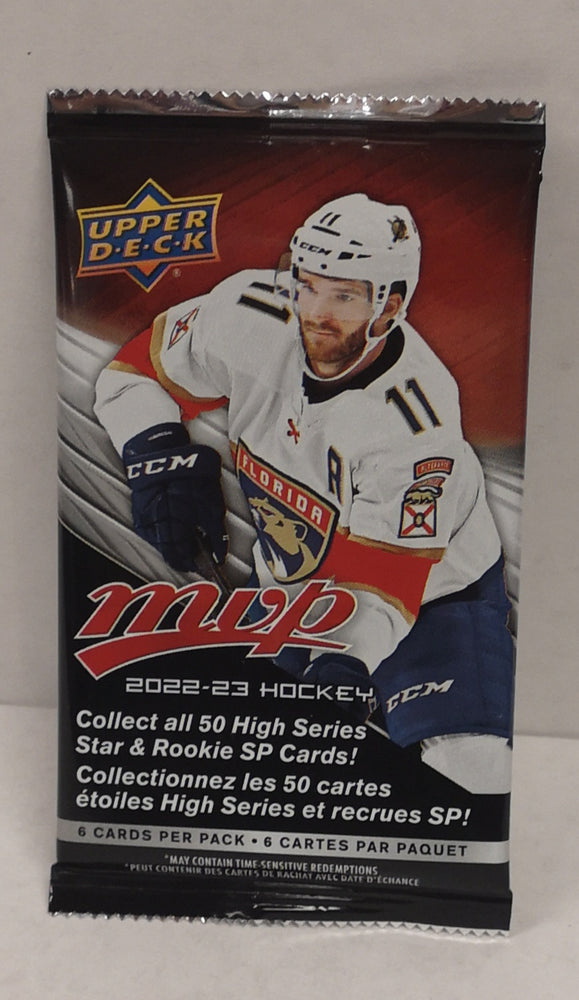 UPPER
D·E·C·K
®
11
CCM
11
11
A
FLORIDA
CCM
mvp
2022-23 HOCKEY
CCM
Collect all 50 High Series
Star & Rookie SP Cards!
Collectionnez les 50 cartes
étoiles High Series et recrues SP!
6 CARDS PER PACK • 6 CARTES PAR PAQUET
*MAY CONTAIN TIME-SENSITIVE REDEMPTIONS
*PEUT CONTENIR DES CARTES DE RACHAT AVEC DATE D'ÉCHANCE